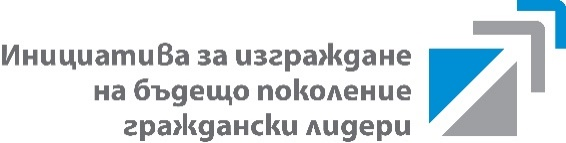 Инициатива за изграждане
на бъдещо поколение
граждански лидери